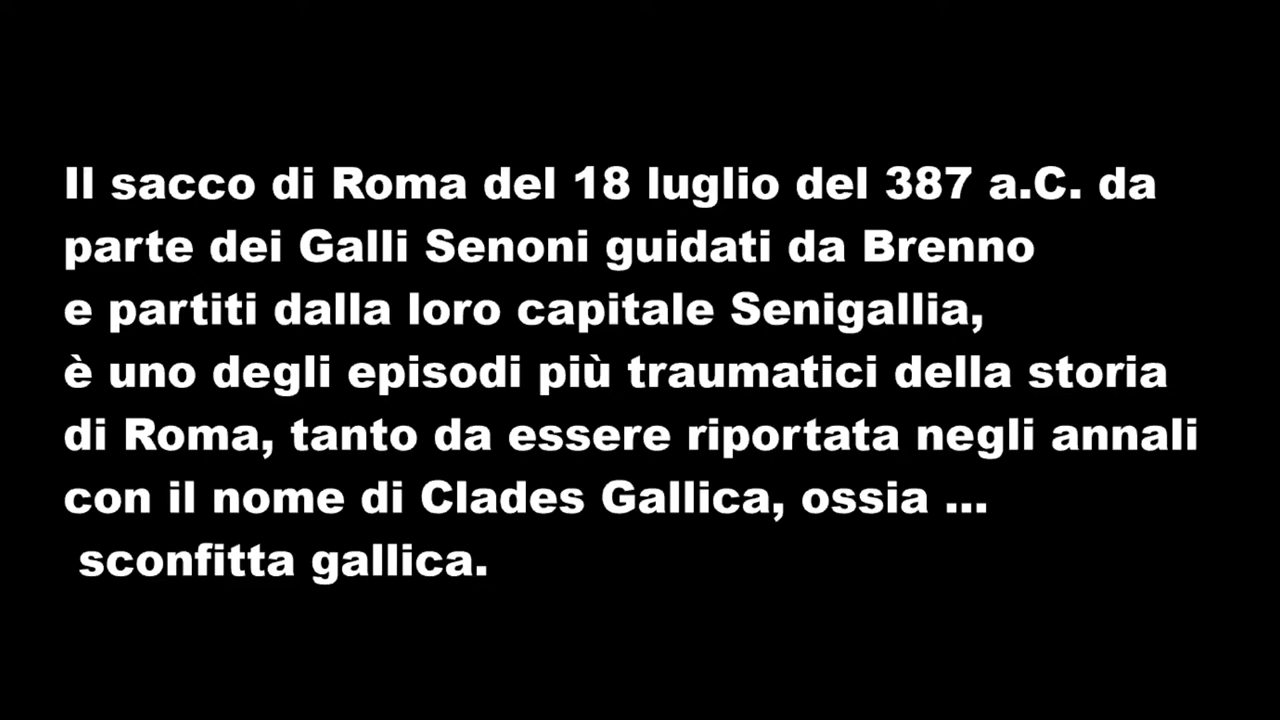 Il sacco di Roma del 18 luglio del 387 a.C. da
parte dei Galli Senoni guidati da Brenno
e partiti dalla loro capitale Senigallia,
è uno degli episodi più traumatici della storia
di Roma, tanto da essere riportata negli annali
con il nome di Clades Gallica, ossia ...
sconfitta gallica.